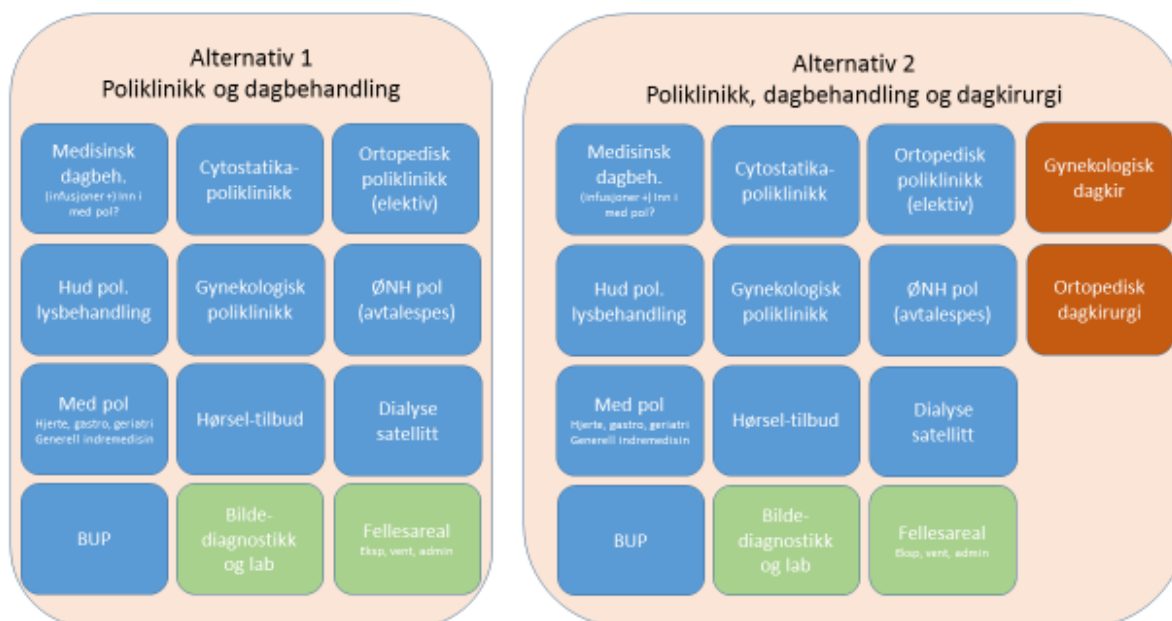 Alternativ 1
Poliklinikk og dagbehandling
Medisinsk
dagbeh.
(infusjoner +) Inn i
med pol?
Cytostatika-
poliklinikk
Ortopedisk
poliklinikk
(elektiv)
Hud pol.
lysbehandling
Gynekologisk
poliklinikk
ØNH pol
(avtalespes)
Med pol
Hjerte, gastro, geriatri
Generell indremedisin
Hørsel-tilbud
Dialyse
satellitt
BUP
Bilde-
diagnostikk
og lab
Fellesareal
Eksp, vent, admin
Alternativ 2
Poliklinikk, dagbehandling og dagkirurgi
Medisinsk
dagbeh.
(infusjoner +) Inn i
med pol?
Cytostatika-
poliklinikk
Ortopedisk
poliklinikk
(elektiv)
Gynekologisk
dagkir
Hud pol.
lysbehandling
Gynekologisk
poliklinikk
ØNH pol
(avtalespes)
Ortopedisk
dagkirurgi
Med pol
Hjerte, gastro, geriatri
Generell indremedisin
Hørsel-tilbud
Dialyse
satellitt
BUP
Bilde-
diagnostikk
og lab
Fellesareal
Eksp, vent, admin